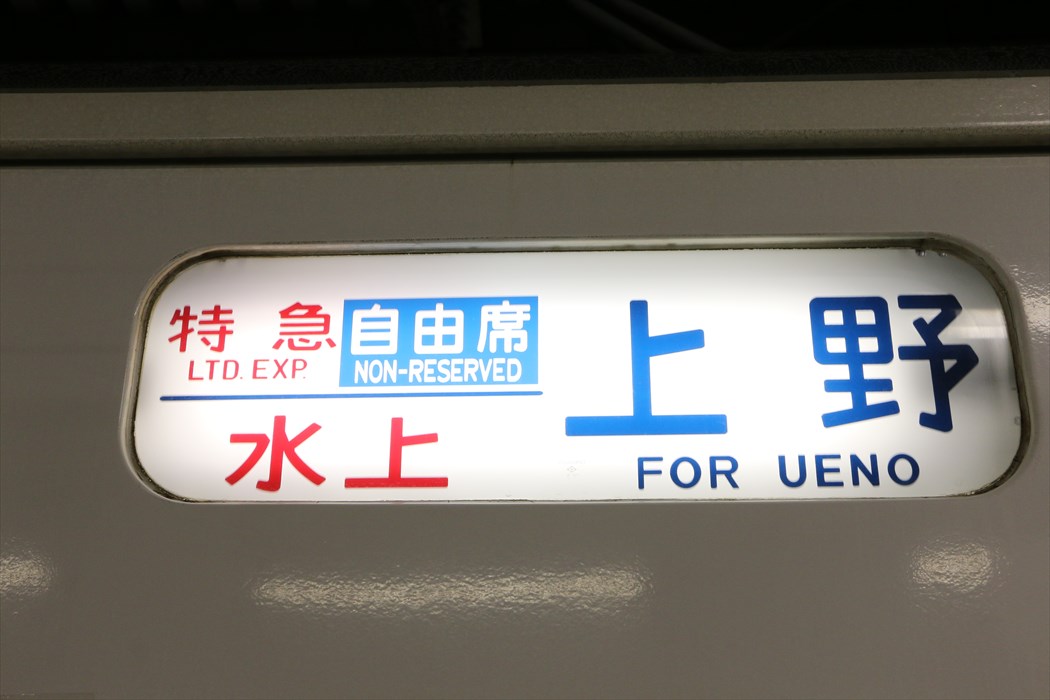 特急 自由席
LTD. EXP. NON-RESERVED
水上
上野
FOR UENO